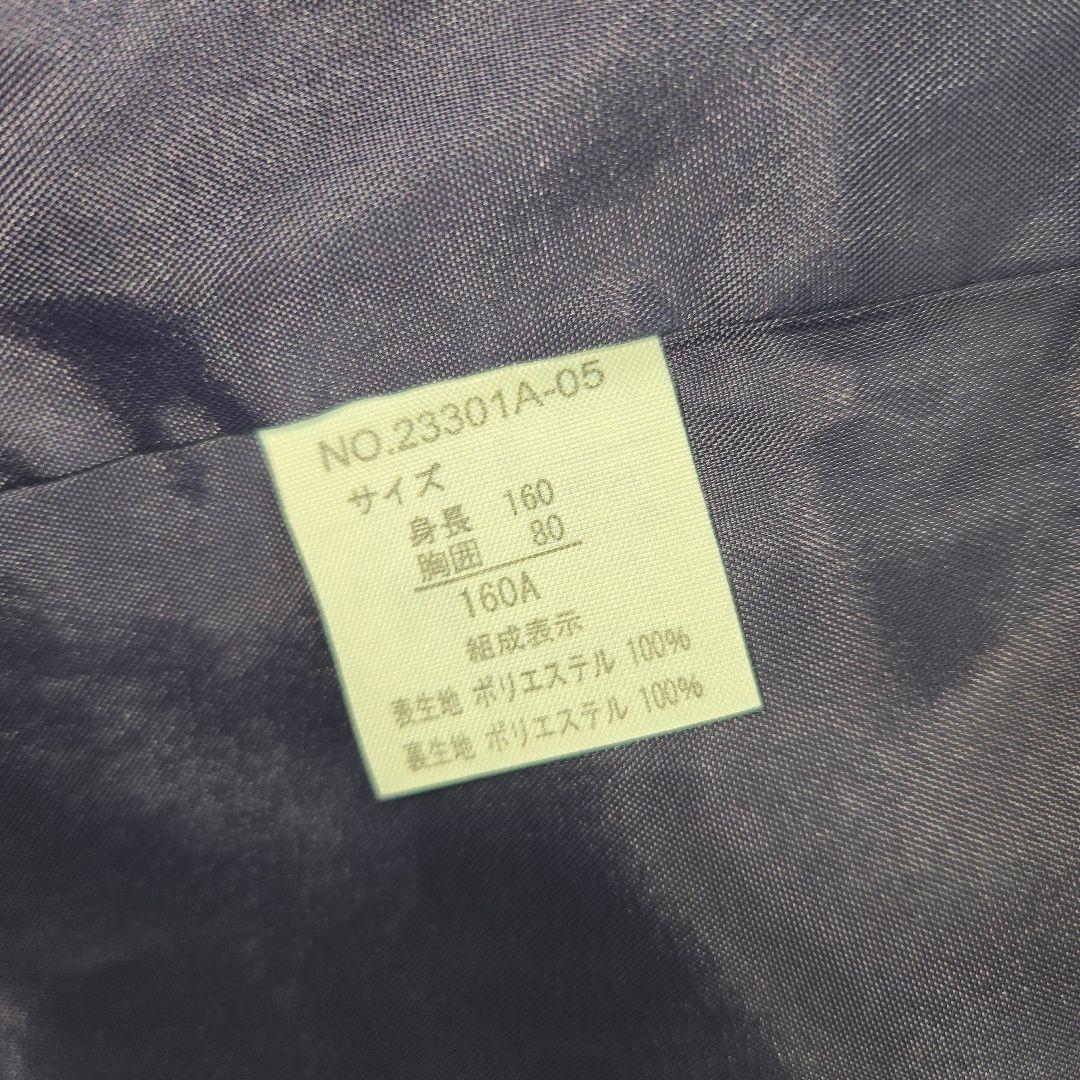 NO.23301A-05
サイズ
身長 160
胸囲 80
160A
組成表示
表生地 ポリエステル 100%
裏生地 ポリエステル 100%